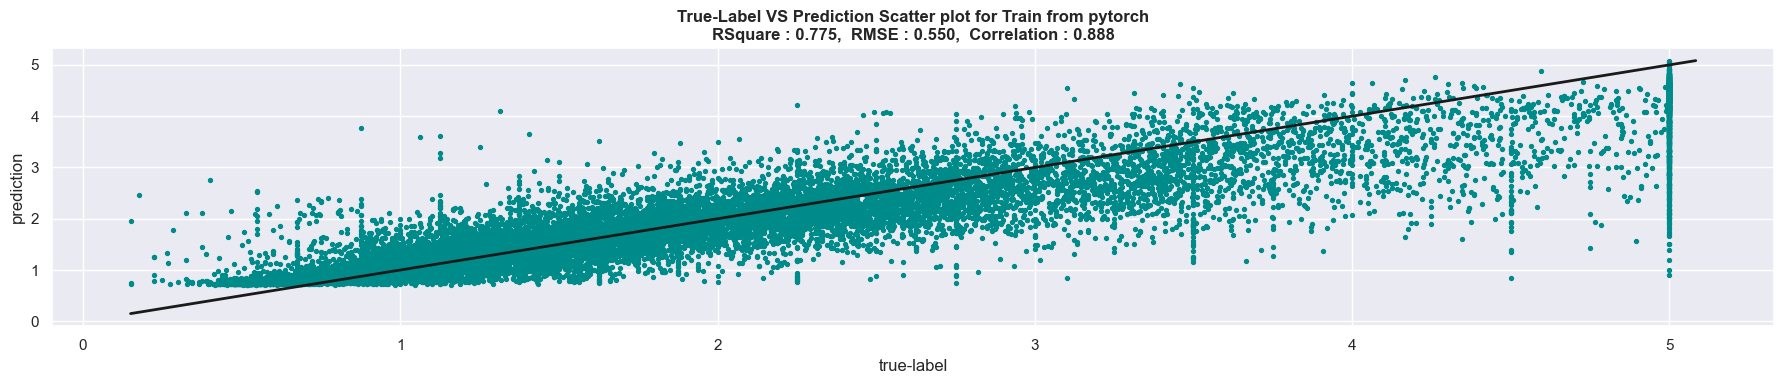 True-Label VS Prediction Scatter plot for Train from pytorch
RSquare : 0.775,  RMSE : 0.550,  Correlation : 0.888
5
4
3
2
1
0
prediction
0 1 2 3 4 5
true-label